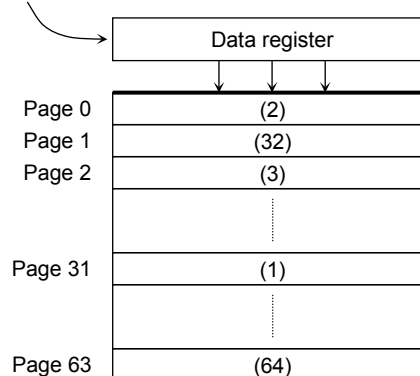 Data register
Page 0 (2)
Page 1 (32)
Page 2 (3)
Page 31 (1)
Page 63 (64)